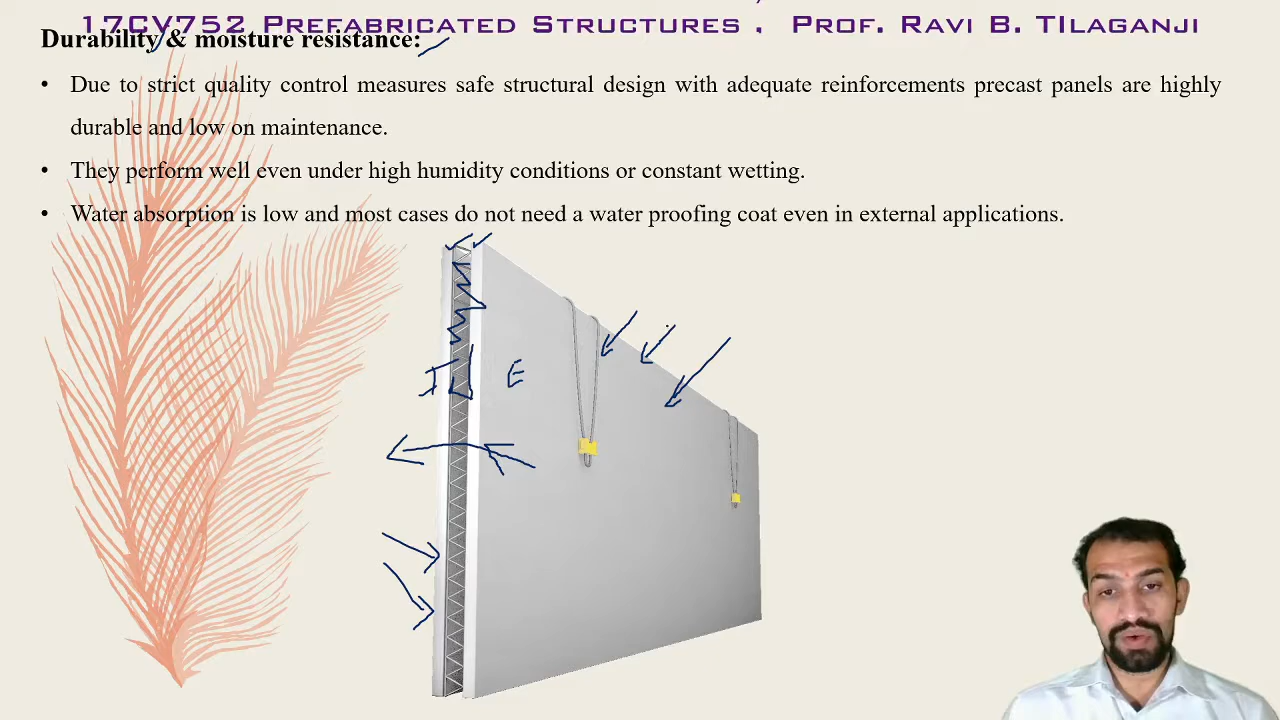 17CV752 Prefabricated Structures , Prof. Ravi B. TIlaganji
Durability & moisture resistance:
• Due to strict quality control measures safe structural design with adequate reinforcements precast panels are highly
durable and low on maintenance.
• They perform well even under high humidity conditions or constant wetting.
• Water absorption is low and most cases do not need a water proofing coat even in external applications.
I E